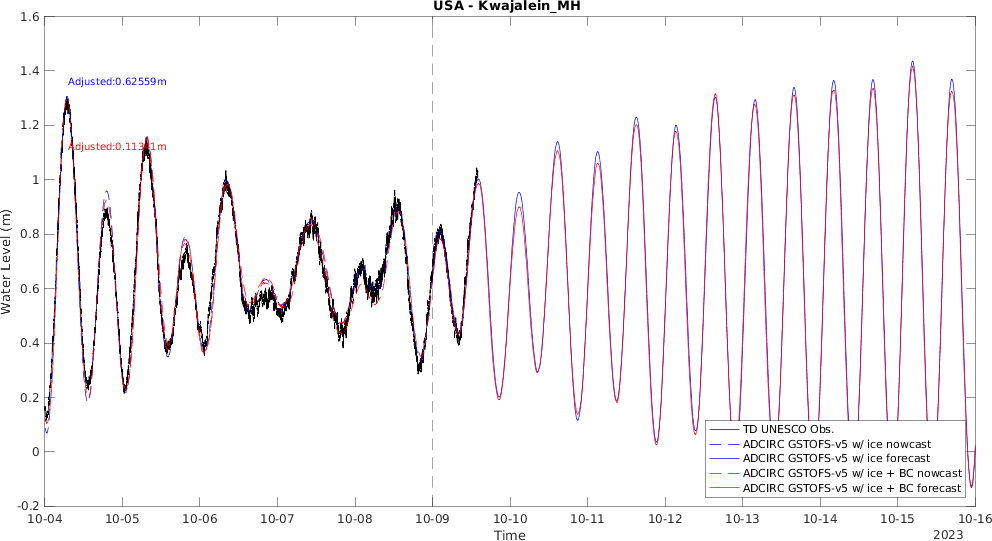 USA - Kwajalein_MH
1.6
1.4
1.2
1
0.8
0.6
0.4
0.2
0
-0.2
Water Level (m)
Adjusted:0.62559m
10-04
10-05
10-06
10-07
10-08
10-09
10-10
10-11
10-12
10-13
10-14
10-15
10-16
Time
2023
TD UNESCO Obs.
ADCIRC GSTOFS-v5 w/ ice nowcast
ADCIRC GSTOFS-v5 w/ ice forecast
ADCIRC GSTOFS-v5 w/ ice + BC nowcast
ADCIRC GSTOFS-v5 w/ ice + BC forecast